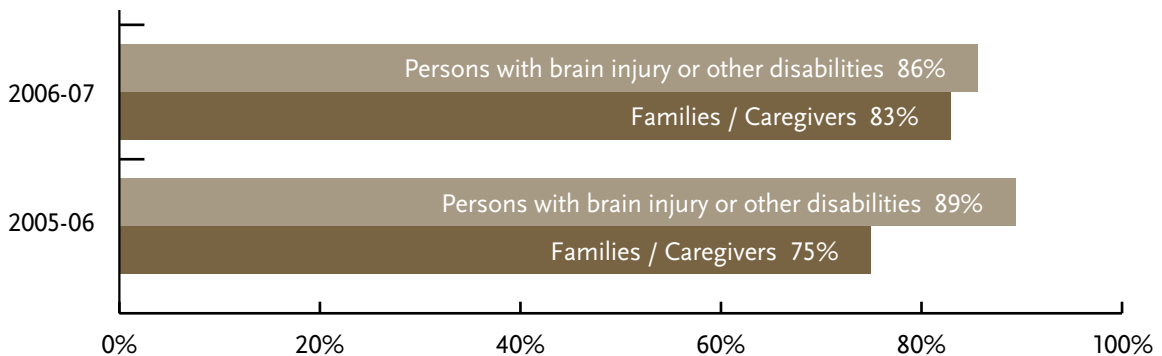 2006-07
Persons with brain injury or other disabilities 86%
Families / Caregivers 83%
2005-06
Persons with brain injury or other disabilities 89%
Families / Caregivers 75%
0% 20% 40% 60% 80% 100%